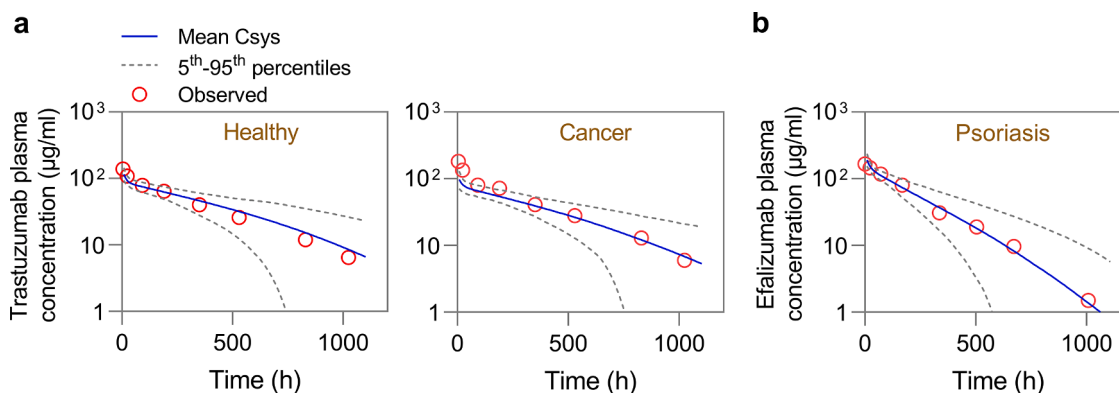 a
Mean Csys
5th-95th percentiles
Observed
Trastuzumab plasma
concentration (μg/ml)
10³
10²
10
1
Healthy
0 500 1000
Time (h)
10³
10²
10
1
Cancer
0 500 1000
Time (h)
b
Efalizumab plasma
concentration (μg/ml)
10³
10²
10
1
Psoriasis
0 500 1000
Time (h)